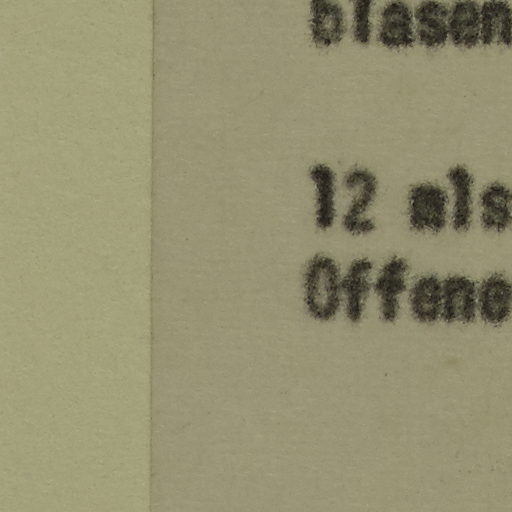 blasen
12 als
Offene